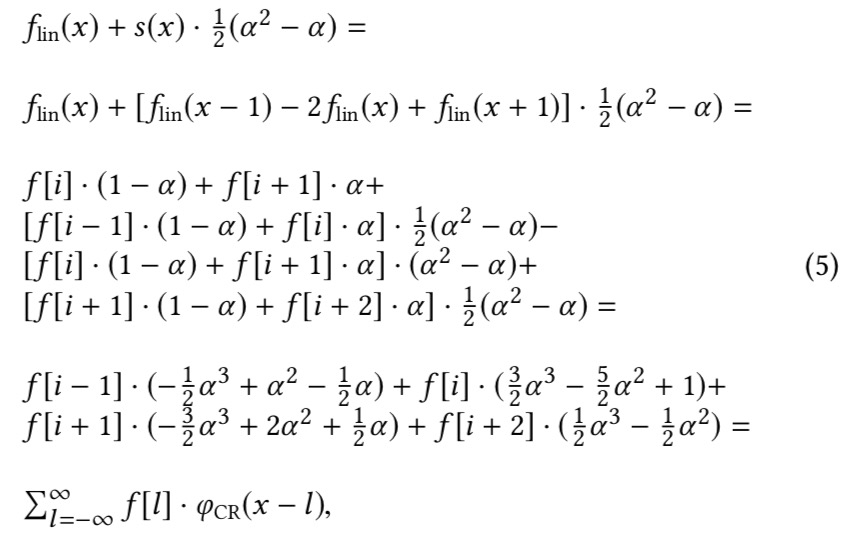 f_lin(x) + s(x) · ½(α² − α) =
f_lin(x) + [f_lin(x − 1) − 2f_lin(x) + f_lin(x + 1)] · ½(α² − α) =
f[i] · (1 − α) + f[i + 1] · α+
[f[i − 1] · (1 − α) + f[i] · α] · ½(α² − α)−
[f[i] · (1 − α) + f[i + 1] · α] · (α² − α)+ (5)
[f[i + 1] · (1 − α) + f[i + 2] · α] · ½(α² − α) =
f[i − 1] · (−½α³ + α² − ½α) + f[i] · (3/2α³ − 5/2α² + 1)+
f[i + 1] · (−3/2α³ + 2α² + ½α) + f[i + 2] · (½α³ − ½α²) =
∑_{l=−∞}^{∞} f[l] · φ_CR(x − l),